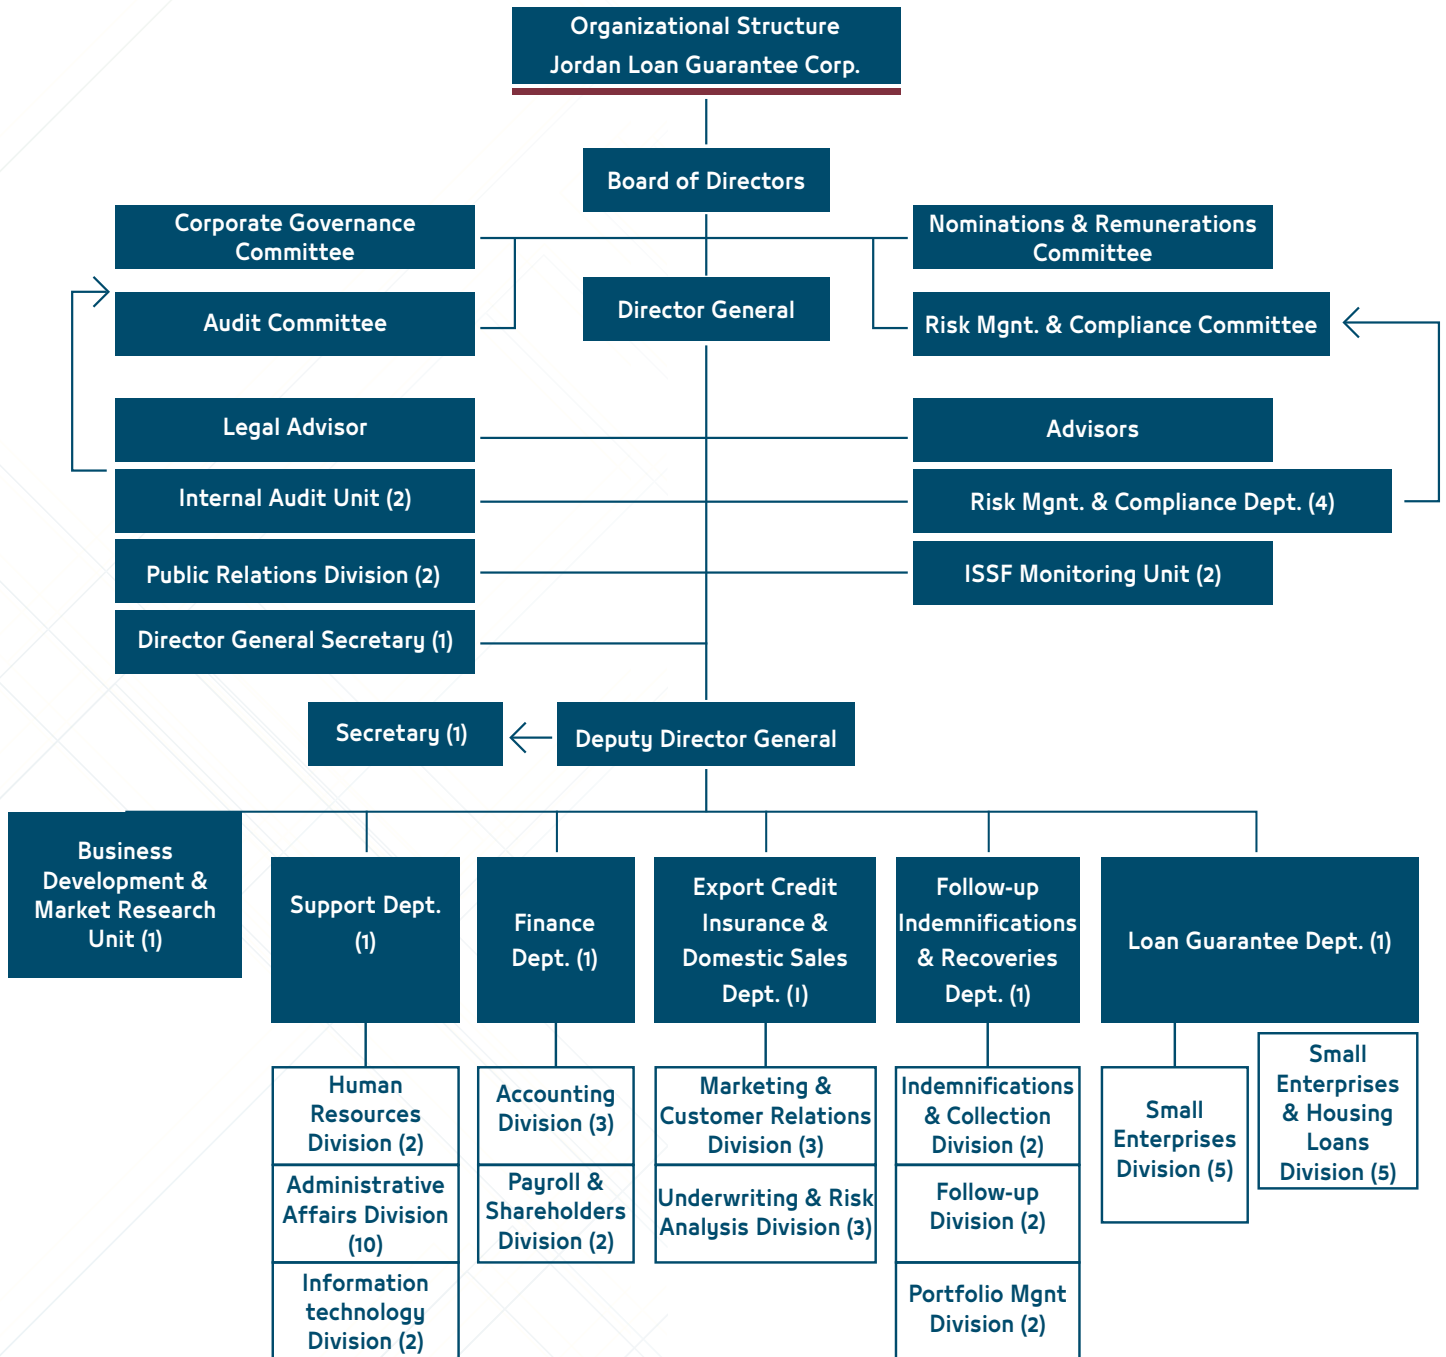 Organizational Structure
Jordan Loan Guarantee Corp.
Board of Directors
Corporate Governance
Committee
Nominations & Remunerations
Committee
Director General
Audit Committee
Risk Mgnt. & Compliance Committee
Legal Advisor
Advisors
Internal Audit Unit (2)
Risk Mgnt. & Compliance Dept. (4)
Public Relations Division (2)
ISSF Monitoring Unit (2)
Director General Secretary (1)
Secretary (1)
Deputy Director General
Business
Development &
Market Research
Unit (1)
Support Dept.
(1)
Finance
Dept. (1)
Export Credit
Insurance &
Domestic Sales
Dept. (I)
Follow-up
Indemnifications
& Recoveries
Dept. (1)
Loan Guarantee Dept. (1)
Human
Resources
Division (2)
Administrative
Affairs Division
(10)
Information
technology
Division (2)
Accounting
Division (3)
Payroll &
Shareholders
Division (2)
Marketing &
Customer Relations
Division (3)
Underwriting & Risk
Analysis Division (3)
Indemnifications
& Collection
Division (2)
Follow-up
Division (2)
Portfolio Mgnt
Division (2)
Small
Enterprises
Division (5)
Small
Enterprises
& Housing
Loans
Division (5)